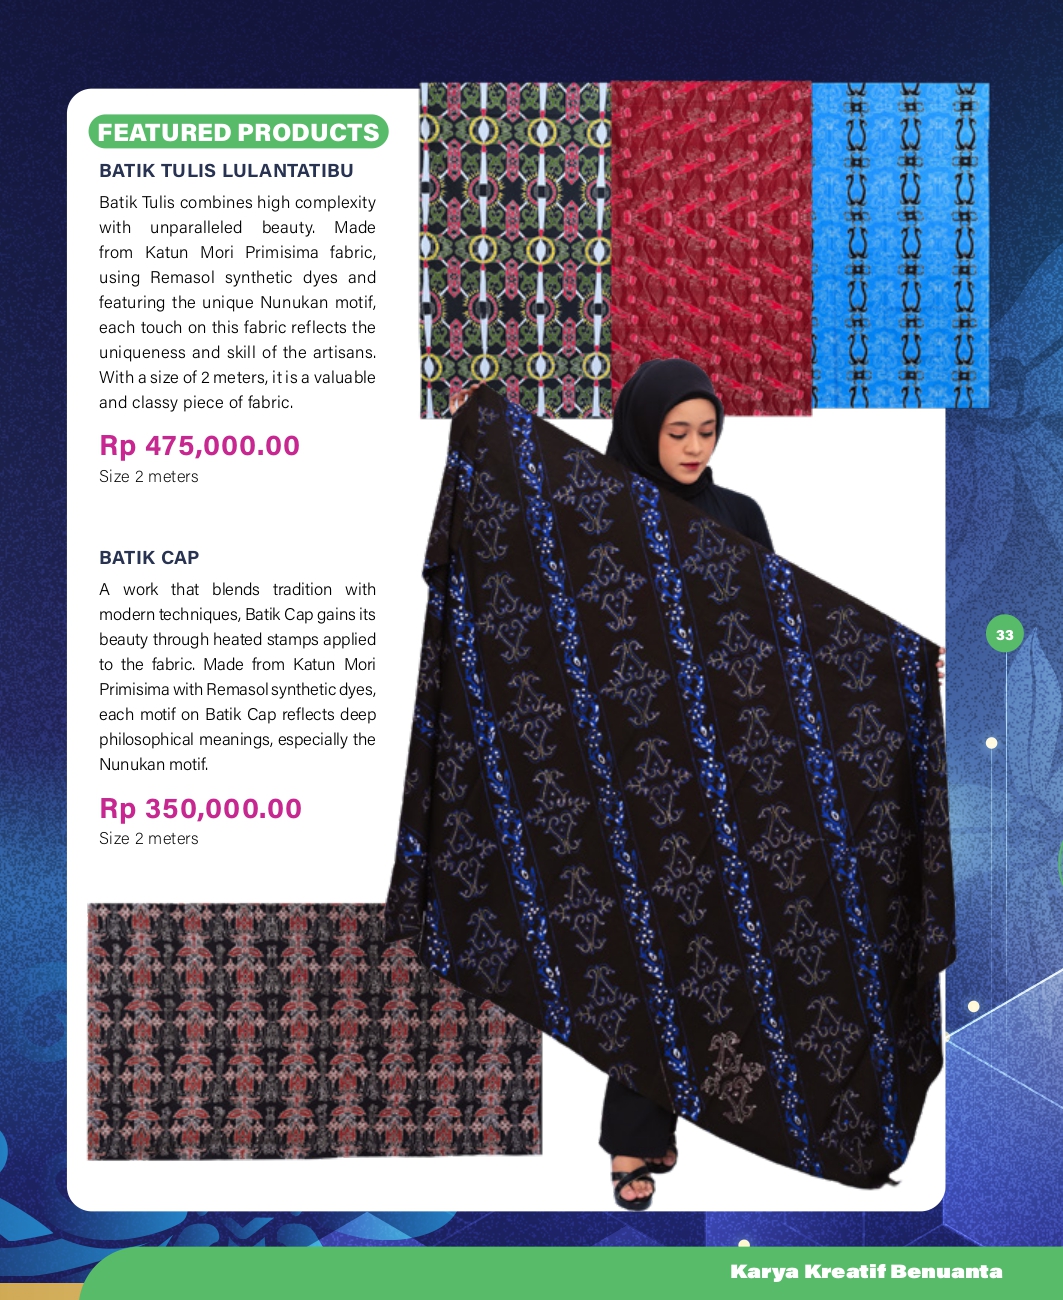 FEATURED PRODUCTS
BATIK TULIS LULANTATIBU
Batik Tulis combines high complexity
with unparalleled beauty. Made
from Katun Mori Primisima fabric,
using Remasol synthetic dyes and
featuring the unique Nunukan motif,
each touch on this fabric reflects the
uniqueness and skill of the artisans.
With a size of 2 meters, it is a valuable
and classy piece of fabric.
Rp 475,000.00
Size 2 meters
BATIK CAP
A work that blends tradition with
modern techniques, Batik Cap gains its
beauty through heated stamps applied
to the fabric. Made from Katun Mori
Primisima with Remasol synthetic dyes,
each motif on Batik Cap reflects deep
philosophical meanings, especially the
Nunukan motif.
Rp 350,000.00
Size 2 meters
33
Karya Kreatif Benuanta